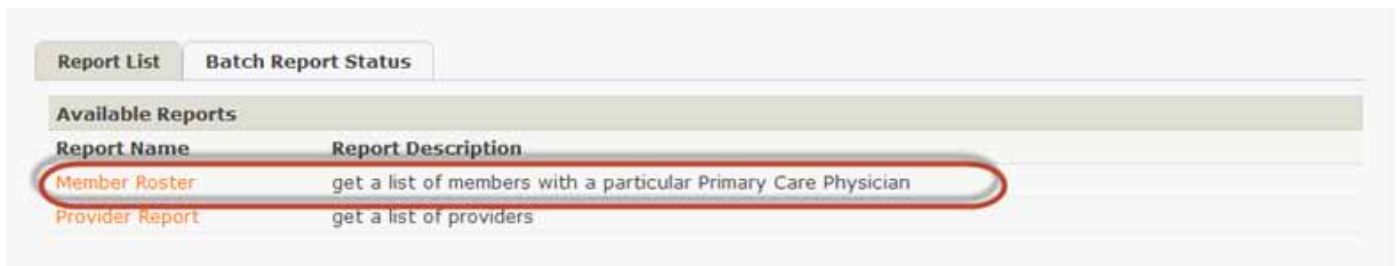 Report List Batch Report Status
Available Reports
Report Name Report Description
Member Roster get a list of members with a particular Primary Care Physician
Provider Report get a list of providers